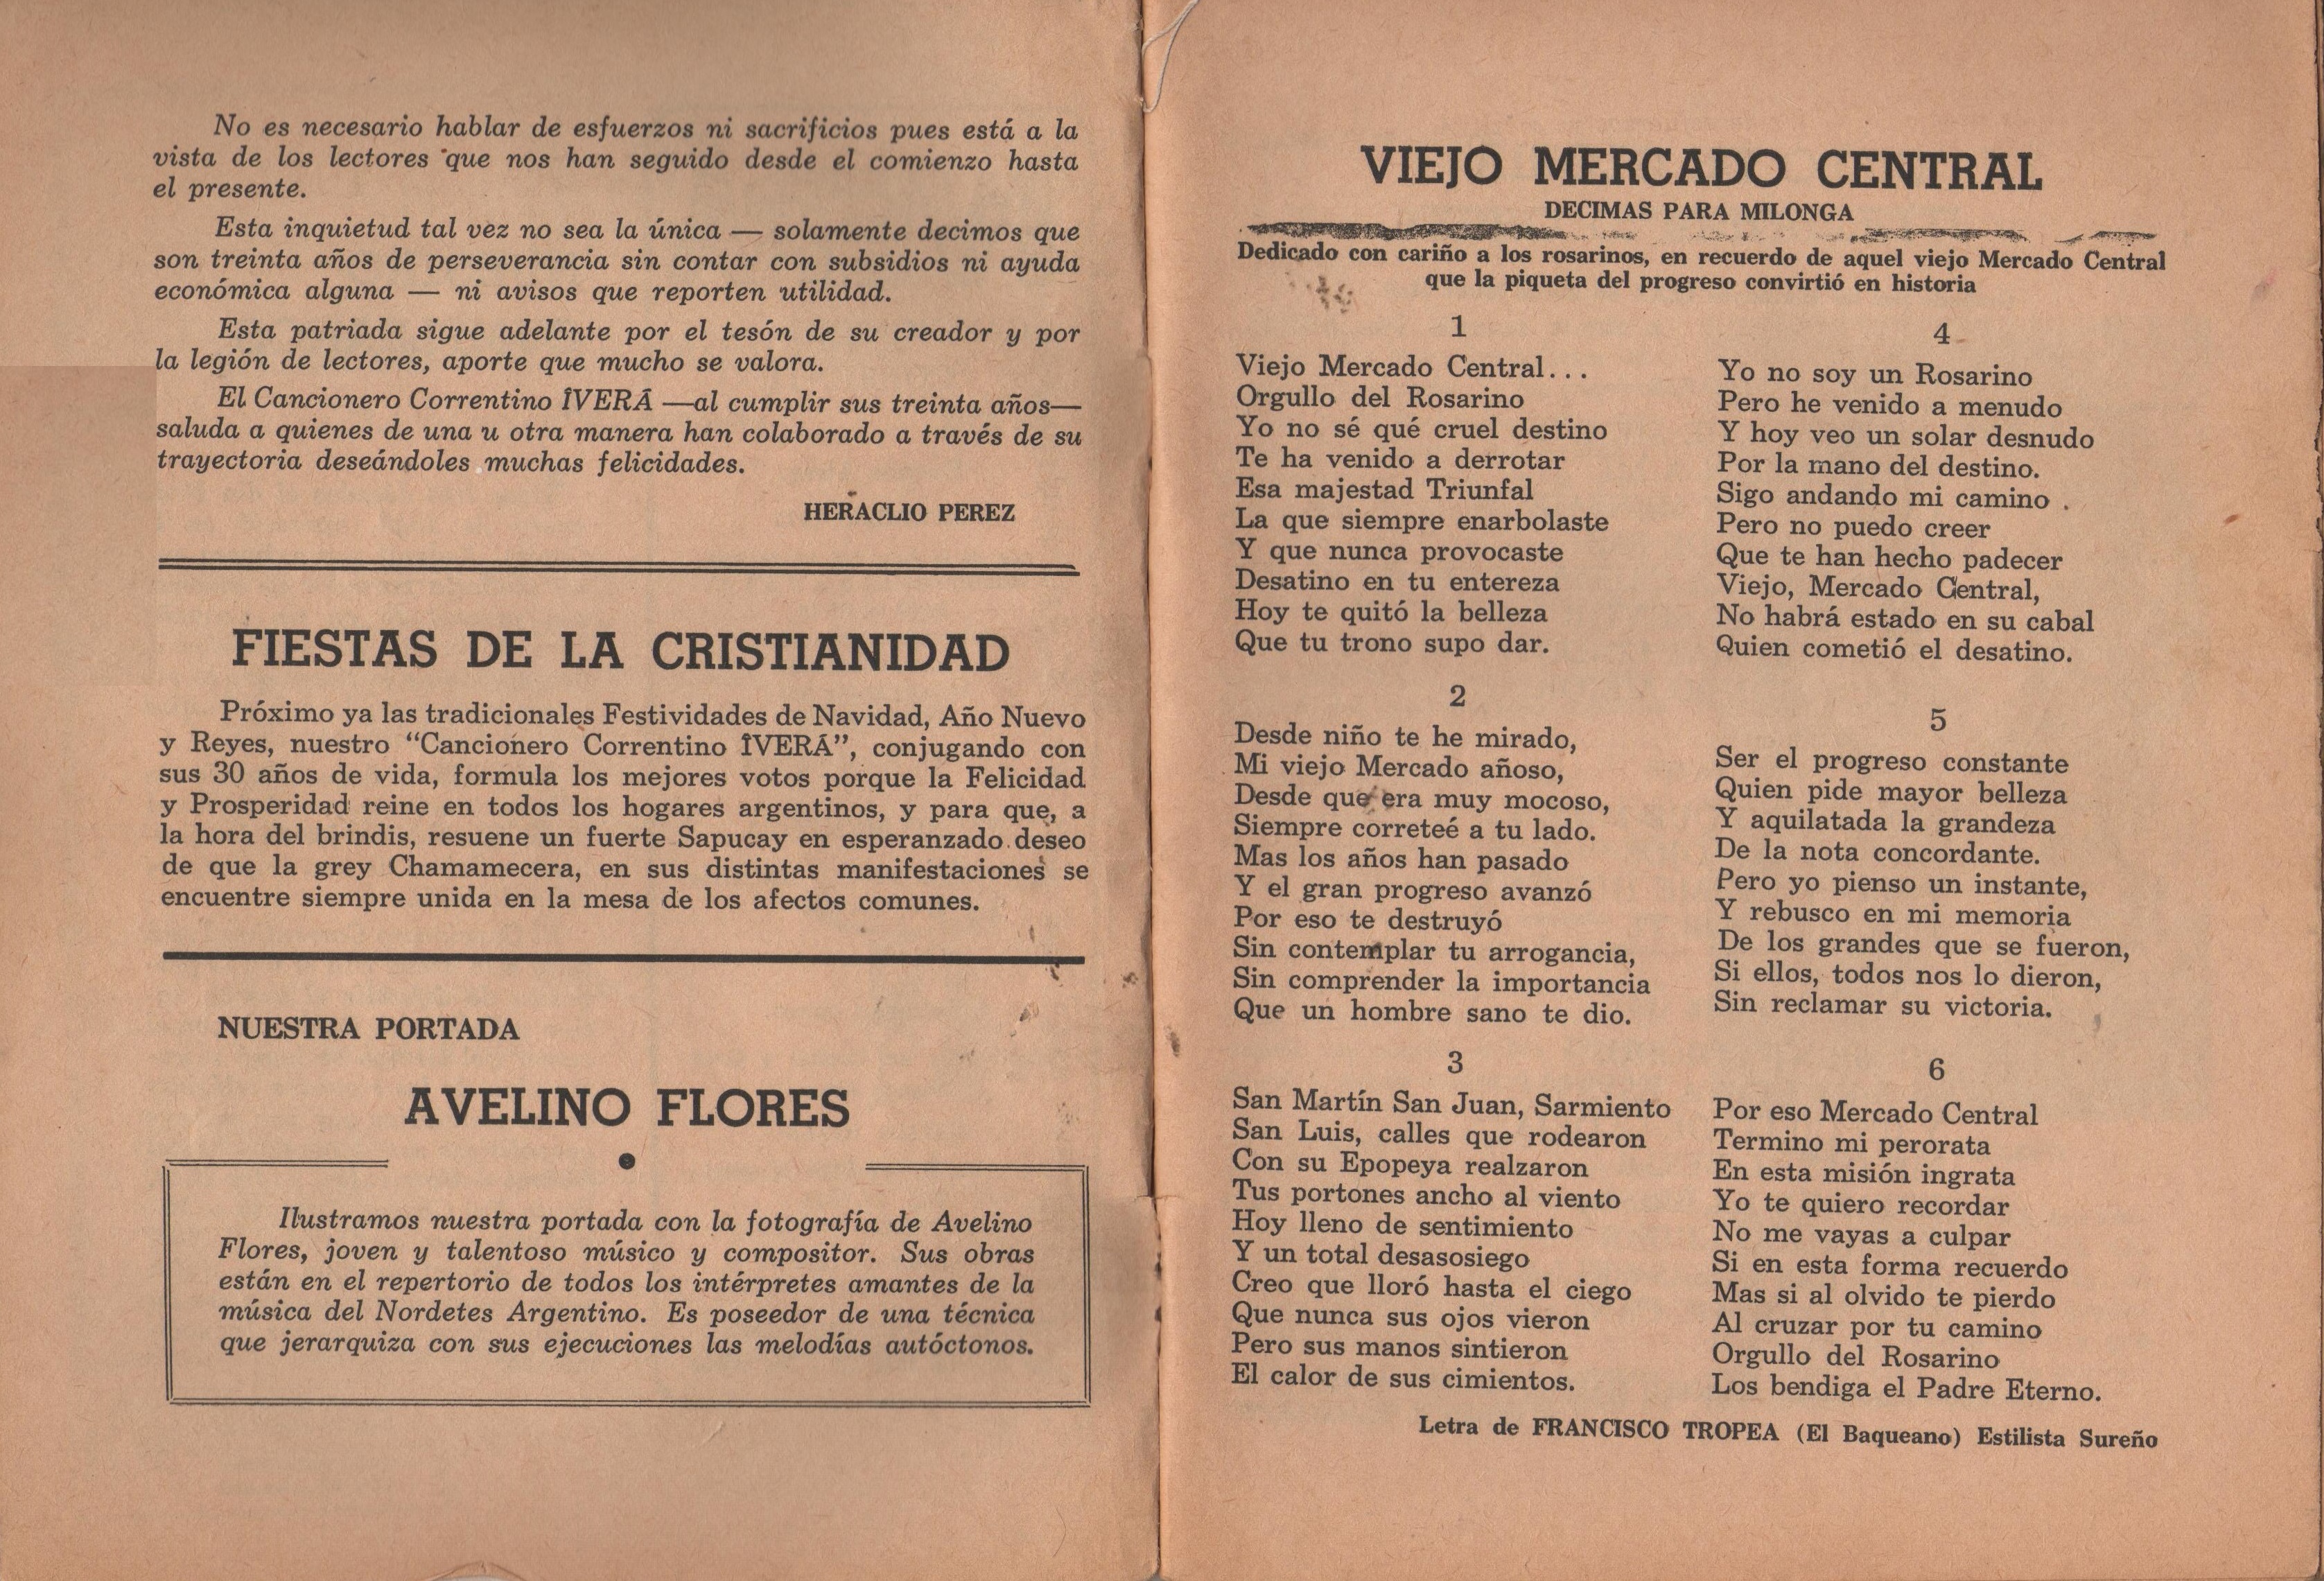 No es necesario hablar de esfuerzos ni sacrificios pues está a la
vista de los lectores que nos han seguido desde el comienzo hasta
el presente.
Esta inquietud tal vez no sea la única — solamente decimos que
son treinta años de perseverancia sin contar con subsidios ni ayuda
económica alguna — ni avisos que reporten utilidad.
Esta patriada sigue adelante por el tesón de su creador y por
la legión de lectores, aporte que mucho se valora.
El Cancionero Correntino ÎVERÁ —al cumplir sus treinta años—
saluda a quienes de una u otra manera han colaborado a través de su
trayectoria deseándoles muchas felicidades.
HERACLIO PEREZ
FIESTAS DE LA CRISTIANIDAD
Próximo ya las tradicionales Festividades de Navidad, Año Nuevo
y Reyes, nuestro “Cancionero Correntino ÎVERÁ”, conjugando con
sus 30 años de vida, formula los mejores votos porque la Felicidad
y Prosperidad reine en todos los hogares argentinos, y para que, a
la hora del brindis, resuene un fuerte Sapucay en esperanzado deseo
de que la grey Chamamecera, en sus distintas manifestaciones se
encuentre siempre unida en la mesa de los afectos comunes.
NUESTRA PORTADA
AVELINO FLORES
Ilustramos nuestra portada con la fotografía de Avelino
Flores, joven y talentoso músico y compositor. Sus obras
están en el repertorio de todos los intérpretes amantes de la
música del Nordetes Argentino. Es poseedor de una técnica
que jerarquiza con sus ejecuciones las melodías autóctonos.
VIEJO MERCADO CENTRAL
DECIMAS PARA MILONGA
Dedicado con cariño a los rosarinos, en recuerdo de aquel viejo Mercado Central
que la piqueta del progreso convirtió en historia
1
Viejo Mercado Central...
Orgullo del Rosarino
Yo no sé qué cruel destino
Te ha venido a derrotar
Esa majestad Triunfal
La que siempre enarbolaste
Y que nunca provocaste
Desatino en tu entereza
Hoy te quitó la belleza
Que tu trono supo dar.
2
Desde niño te he mirado,
Mi viejo Mercado añoso,
Desde que era muy mocoso,
Siempre correteé a tu lado.
Mas los años han pasado
Y el gran progreso avanzó
Por eso te destruyó
Sin contemplar tu arrogancia,
Sin comprender la importancia
Que un hombre sano te dio.
3
San Martín San Juan, Sarmiento
San Luis, calles que rodearon
Con su Epopeya realzaron
Tus portones ancho al viento
Hoy lleno de sentimiento
Y un total desasosiego
Creo que lloró hasta el ciego
Que nunca sus ojos vieron
Pero sus manos sintieron
El calor de sus cimientos.
4
Yo no soy un Rosarino
Pero he venido a menudo
Y hoy veo un solar desnudo
Por la mano del destino.
Sigo andando mi camino
Pero no puedo creer
Que te han hecho padecer
Viejo, Mercado Central,
No habrá estado en su cabal
Quien cometió el desatino.
5
Ser el progreso constante
Quien pide mayor belleza
Y aquilatada la grandeza
De la nota concordante.
Pero yo pienso un instante,
Y rebusco en mi memoria
De los grandes que se fueron,
Si ellos, todos nos lo dieron,
Sin reclamar su victoria.
6
Por eso Mercado Central
Termino mi perorata
En esta misión ingrata
Yo te quiero recordar
No me vayas a culpar
Si en esta forma recuerdo
Mas si al olvido te pierdo
Al cruzar por tu camino
Orgullo del Rosarino
Los bendiga el Padre Eterno.
Letra de FRANCISCO TROPEA (El Baqueano) Estilista Sureño